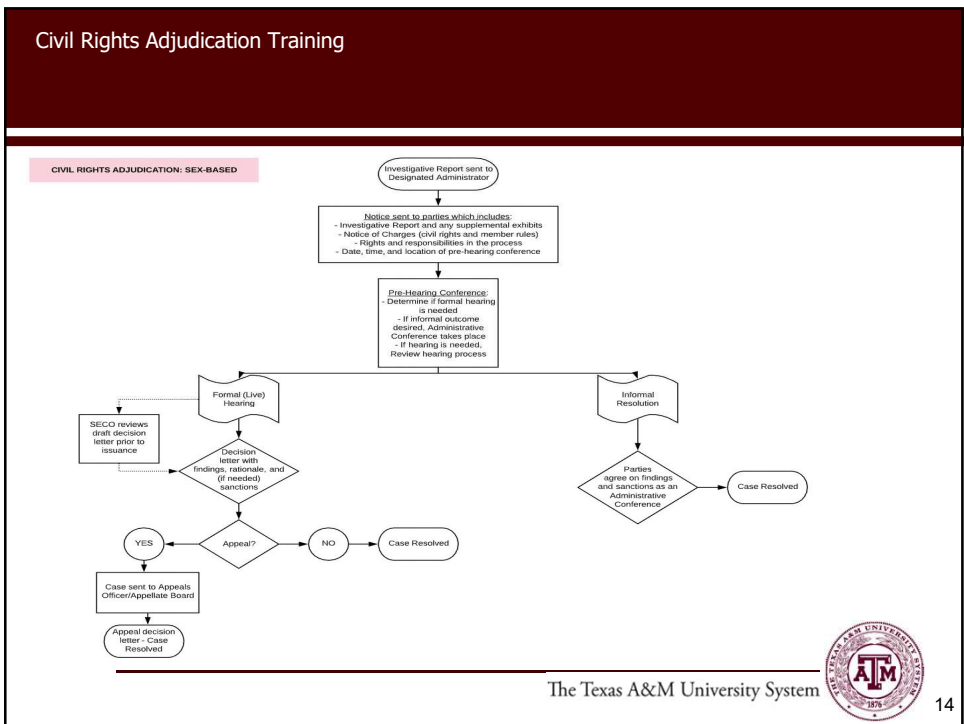 Civil Rights Adjudication Training
CIVIL RIGHTS ADJUDICATION: SEX-BASED
Investigative Report sent to
Designated Administrator
Notice sent to parties which includes:
- Investigative Report and any supplemental exhibits
- Notice of Charges (civil rights and member rules)
- Rights and responsibilities in the process
- Date, time, and location of pre-hearing conference
Pre-Hearing Conference:
- Determine if formal hearing
is needed
- If informal outcome
desired, Administrative
Conference takes place
- If hearing is needed,
Review hearing process
Formal (Live)
Hearing
Informal
Resolution
SECO reviews
draft decision
letter prior to
issuance
Decision
letter with
findings, rationale, and
(if needed)
sanctions
Parties
agree on findings
and sanctions as an
Administrative
Conference
Case Resolved
YES
Appeal?
NO
Case Resolved
Case sent to Appeals
Officer/Appellate Board
Appeal decision
letter - Case
Resolved
The Texas A&M University System
THE TEXAS A&M UNIVERSITY SYSTEM
ATM
1876
14